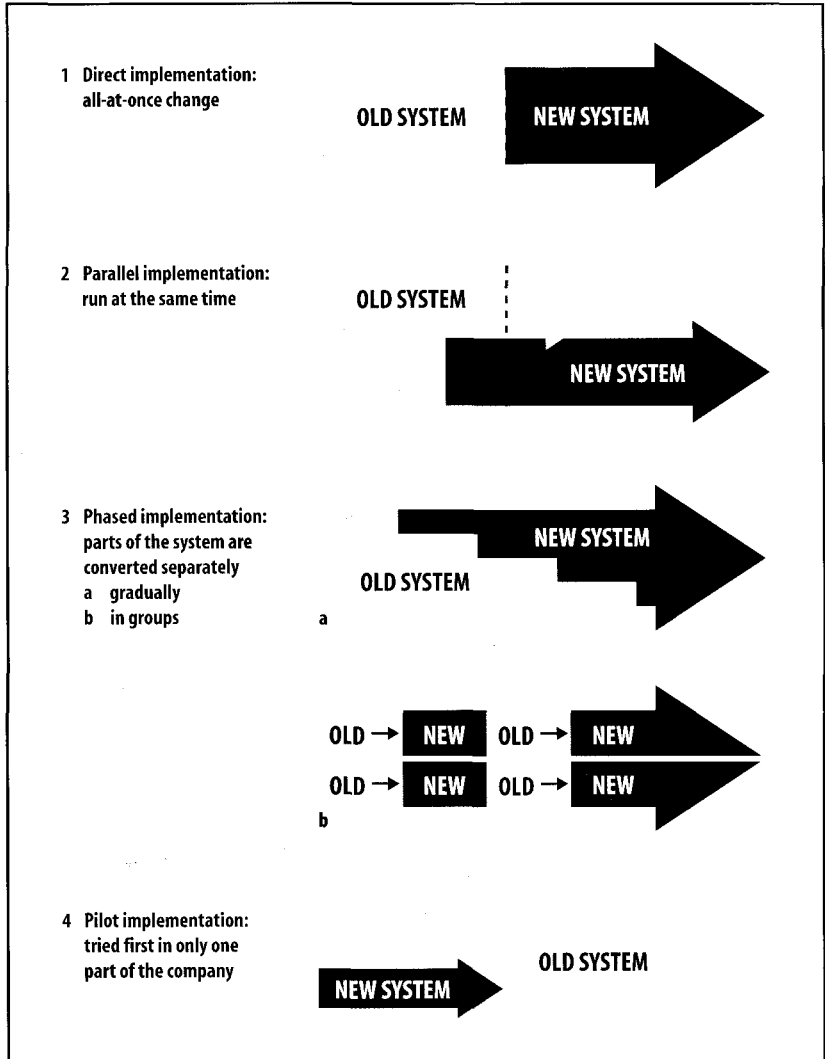 1 Direct implementation:
all-at-once change
OLD SYSTEM
NEW SYSTEM
2 Parallel implementation:
run at the same time
OLD SYSTEM
NEW SYSTEM
3 Phased implementation:
parts of the system are
converted separately
a gradually
b in groups
NEW SYSTEM
OLD SYSTEM
a
OLD → NEW OLD → NEW
OLD → NEW OLD → NEW
b
4 Pilot implementation:
tried first in only one
part of the company
OLD SYSTEM
NEW SYSTEM